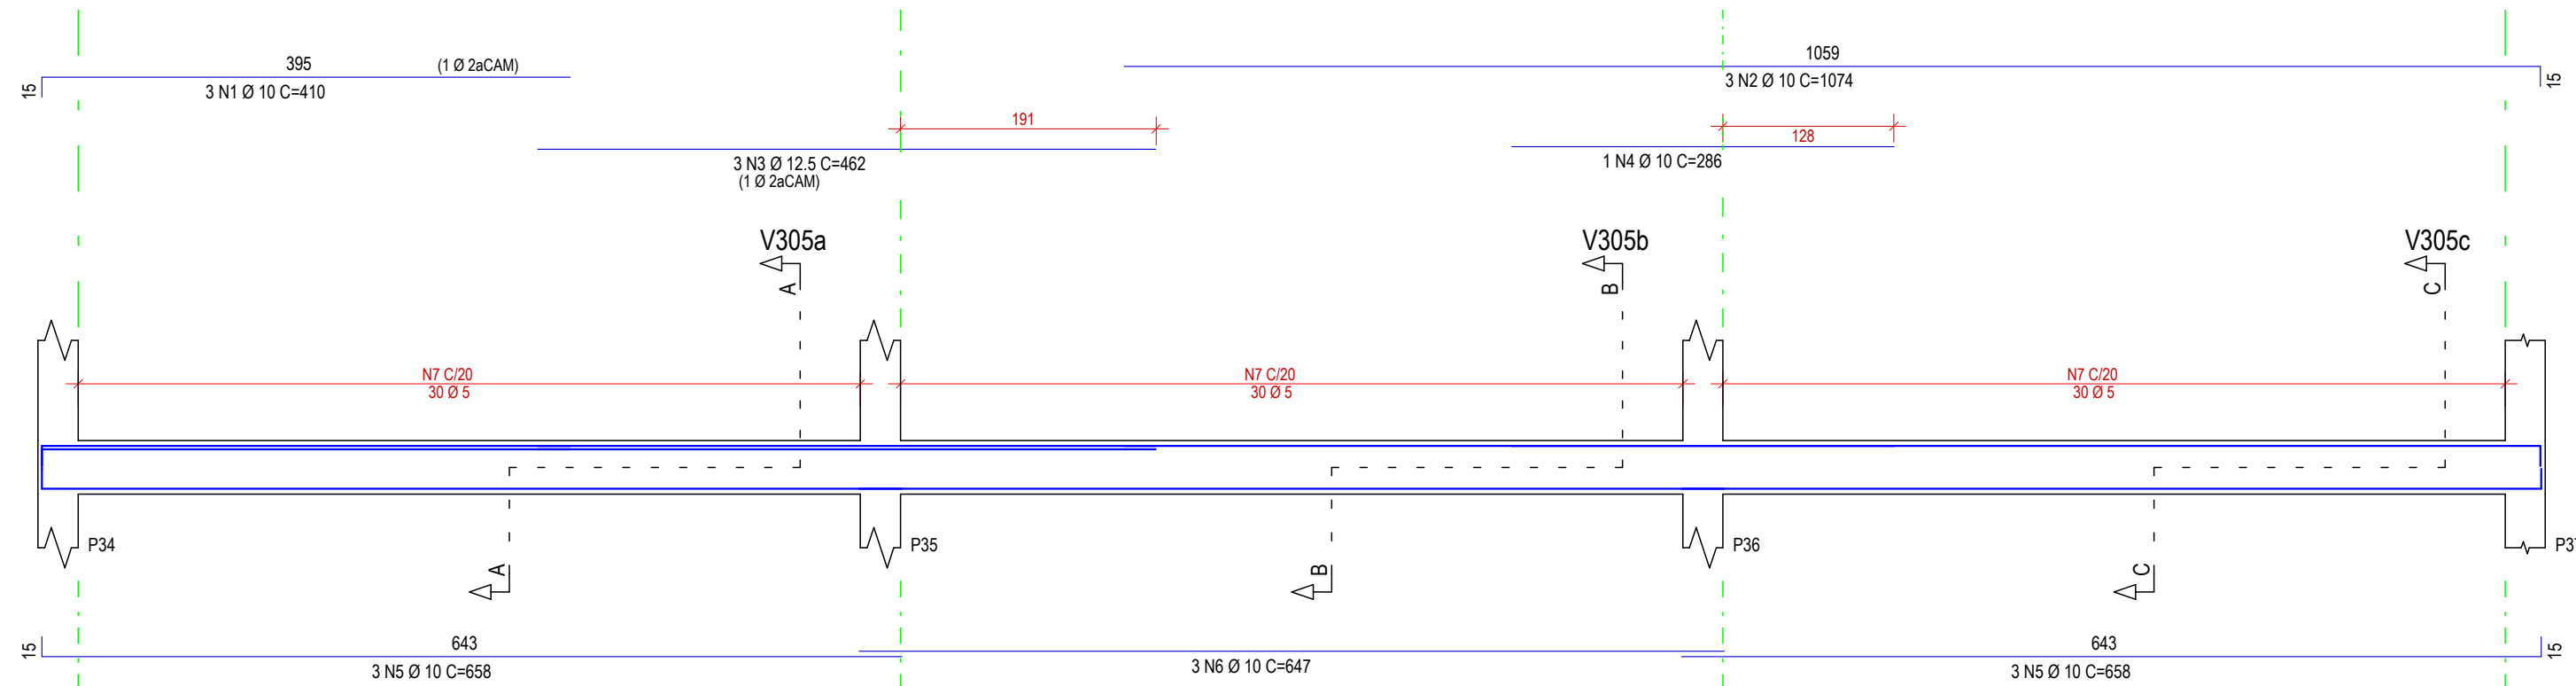 395
(1 Ø 2aCAM)
15
3 N1 Ø 10 C=410
1059
3 N2 Ø 10 C=1074
15
191
3 N3 Ø 12.5 C=462
(1 Ø 2aCAM)
128
1 N4 Ø 10 C=286
V305a
V305b
V305c
A
B
C
N7 C/20
30 Ø 5
N7 C/20
30 Ø 5
N7 C/20
30 Ø 5
P34
P35
P36
A
B
C
15
643
3 N5 Ø 10 C=658
3 N6 Ø 10 C=647
643
3 N5 Ø 10 C=658
15